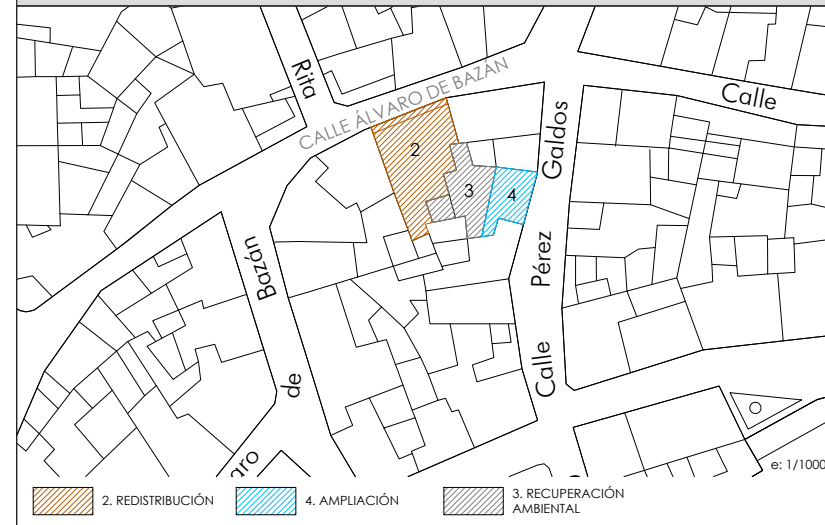 Rita
CALLE ÁLVARO DE BAZÁN
Calle
Galdos
2
3
4
Bazán
Pérez
de
Calle
aro
e: 1/1000
2. REDISTRIBUCIÓN
4. AMPLIACIÓN
3. RECUPERACIÓN
AMBIENTAL